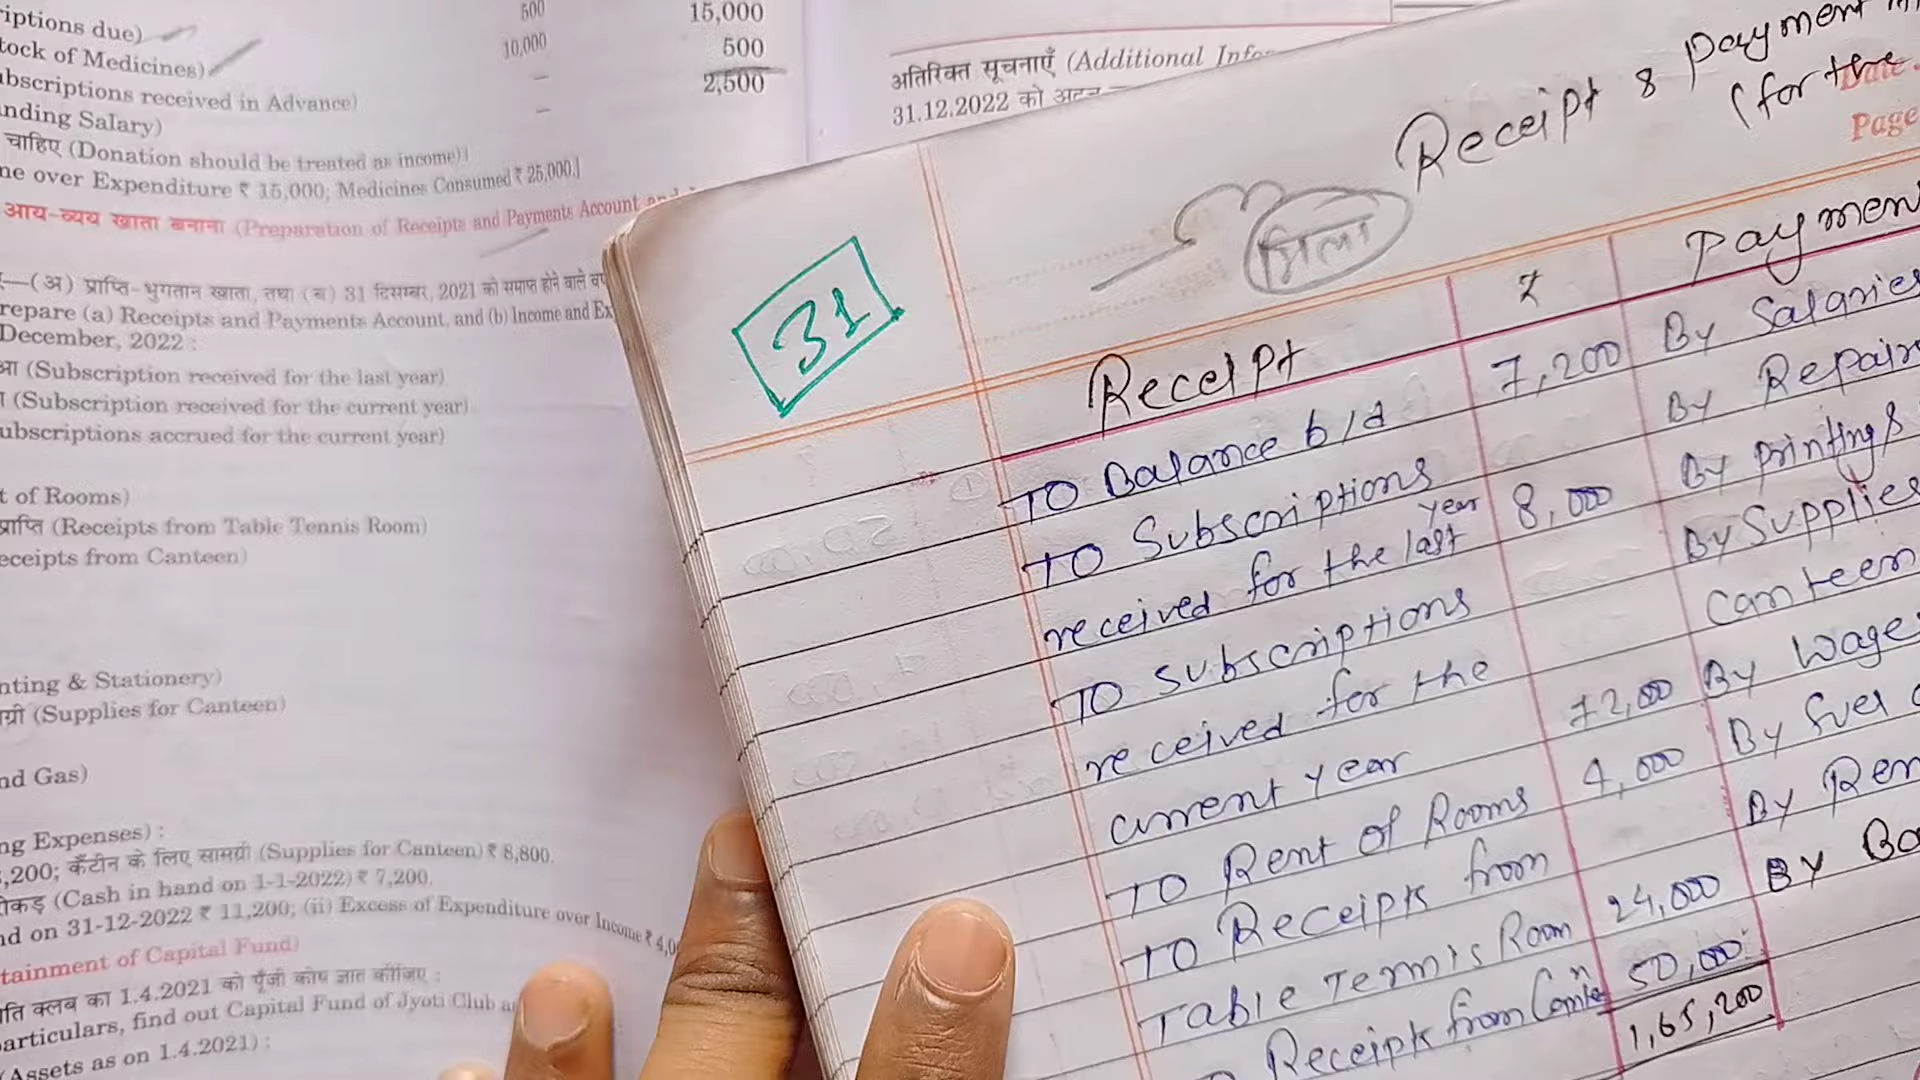 iptions due)
500
15,000
tock of Medicines)
10,000
500
ubscriptions received in Advance)
—
2,500
nding Salary)
—
चाहिए (Donation should be treated as income)]
me over Expenditure ₹ 15,000; Medicines Consumed ₹ 25,000.]
आय-व्यय खाता बनाना (Preparation of Receipts and Payments Account
—(अ) प्राप्ति-भुगतान खाता, तथा (ब) 31 दिसम्बर, 2021 को समाप्त होने वाले
repare (a) Receipts and Payments Account, and (b) Income and Ex
December, 2022 :
(Subscription received for the last year)
(Subscription received for the current year)
ubscriptions accrued for the current year)
t of Rooms)
प्राप्ति (Receipts from Table Tennis Room)
eceipts from Canteen)
nting & Stationery)
ग्री (Supplies for Canteen)
nd Gas)
ng Expenses) :
,200; कैंटीन के लिए सामग्री (Supplies for Canteen) ₹ 8,800.
ोकड़ (Cash in hand on 1-1-2022) ₹ 7,200.
nd on 31-12-2022 ₹ 11,200; (ii) Excess of Expenditure over Income ₹ 4,0
tainment of Capital Fund)
ति क्लब का 1.4.2021 को पूँजी कोष ज्ञात कीजिए :
articulars, find out Capital Fund of Jyoti Club a
(Assets as on 1.4.2021) :
अतिरिक्त सूचनाएँ (Additional Info
31.12.2022 को
Receipt & Payment
(for the
Date
Page
मिला
31
Receipt
₹
Payment
To Balance b/d
7,200
By Salaries
To Subscriptions
By Repair
received for the last year
8,000
By Printing &
To Subscriptions
By Supplies
received for the
Canteen
current year
72,000
By Wage
To Rent of Rooms
4,000
By Fuel
To Receipts from
By Ren
Table Tennis Room
24,000
By Ba
Receipts from Canteen
50,000
1,65,200